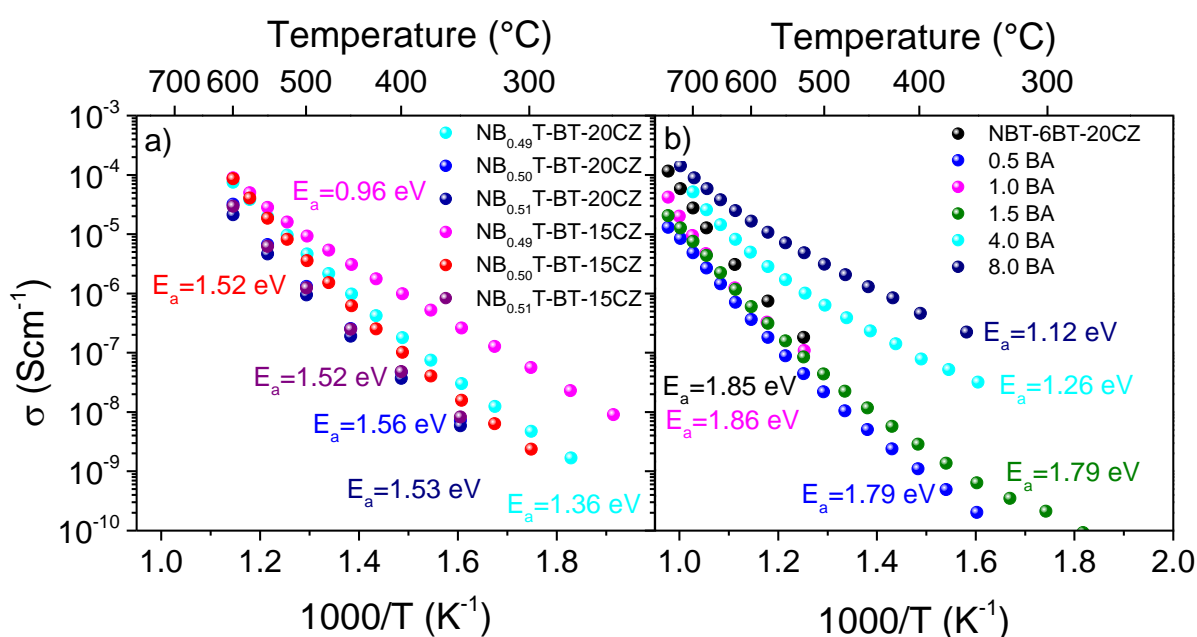 Temperature (°C) Temperature (°C)
700 600 500 400 300 700 600 500 400 300
10⁻³
10⁻⁴
10⁻⁵
10⁻⁶
10⁻⁷
10⁻⁸
10⁻⁹
10⁻¹⁰
σ (Scm⁻¹)
a)
NB₀.₄₉T-BT-20CZ
NB₀.₅₀T-BT-20CZ
NB₀.₅₁T-BT-20CZ
NB₀.₄₉T-BT-15CZ
NB₀.₅₀T-BT-15CZ
NB₀.₅₁T-BT-15CZ
Eₐ=0.96 eV
Eₐ=1.52 eV
Eₐ=1.52 eV
Eₐ=1.56 eV
Eₐ=1.53 eV
Eₐ=1.36 eV
b)
NBT-6BT-20CZ
0.5 BA
1.0 BA
1.5 BA
4.0 BA
8.0 BA
Eₐ=1.12 eV
Eₐ=1.26 eV
Eₐ=1.85 eV
Eₐ=1.86 eV
Eₐ=1.79 eV
Eₐ=1.79 eV
1.0 1.2 1.4 1.6 1.8 1.0 1.2 1.4 1.6 1.8 2.0
1000/T (K⁻¹) 1000/T (K⁻¹)